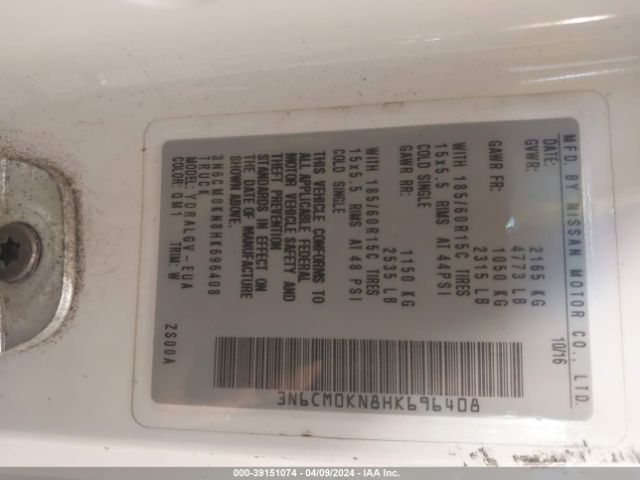 MFD BY NISSAN MOTOR CO., LTD.
DATE: 10/16
GVWR: 2165 KG
4773 LB
GAWR FR: 1050 KG
2315 LB
WITH 185/60R15C TIRES
15x5.5 RIMS AT 44PSI
COLD SINGLE
GAWR RR: 1150 KG
2535 LB
WITH 185/60R15C TIRES
15x5.5 RIMS AT 48 PSI
COLD SINGLE
THIS VEHICLE CONFORMS TO
ALL APPLICABLE FEDERAL
MOTOR VEHICLE SAFETY AND
THEFT PREVENTION
STANDARDS IN EFFECT ON
THE DATE OF MANUFACTURE
SHOWN ABOVE.
3N6CM0KN8HK696408
TRUCK
MODEL: YDRALGV-EUA
COLOR: QM1 TRIM: W
ZS00A
3N6CM0KN8HK696408
000-39151074 | 04/09/2024 - IAA Inc.